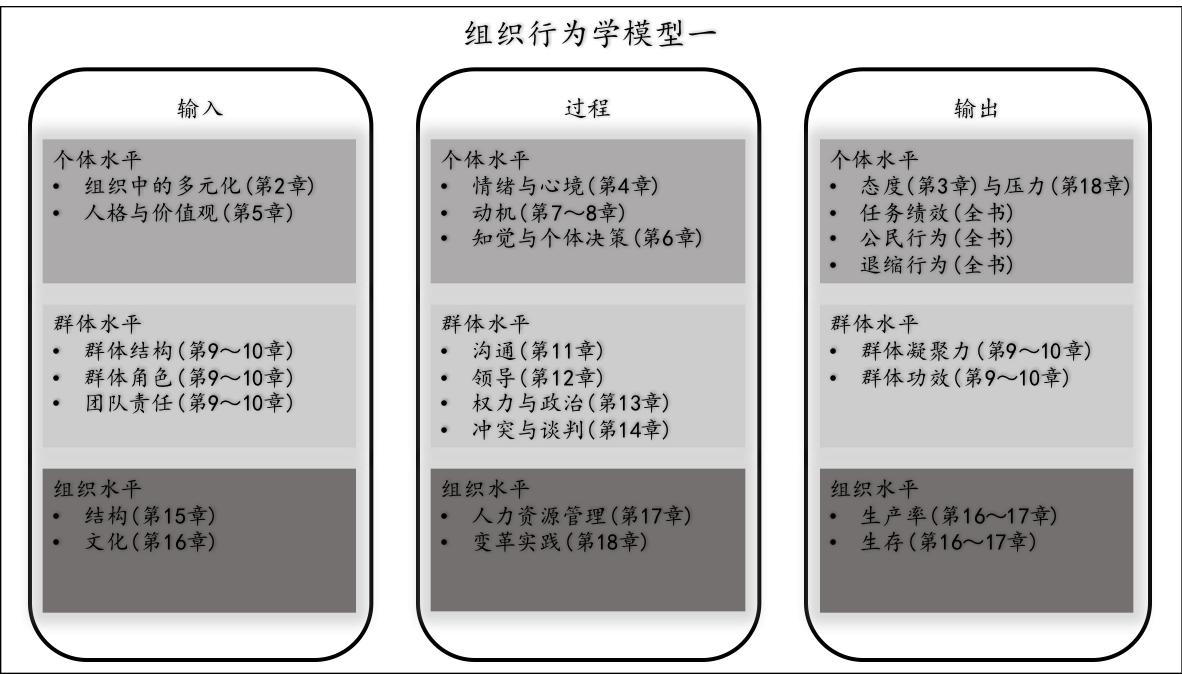 组织行为学模型一
输入
个体水平
• 组织中的多元化(第2章)
• 人格与价值观(第5章)
群体水平
• 群体结构(第9～10章)
• 群体角色(第9～10章)
• 团队责任(第9～10章)
组织水平
• 结构(第15章)
• 文化(第16章)
过程
个体水平
• 情绪与心境(第4章)
• 动机(第7～8章)
• 知觉与个体决策(第6章)
群体水平
• 沟通(第11章)
• 领导(第12章)
• 权力与政治(第13章)
• 冲突与谈判(第14章)
组织水平
• 人力资源管理(第17章)
• 变革实践(第18章)
输出
个体水平
• 态度(第3章)与压力(第18章)
• 任务绩效(全书)
• 公民行为(全书)
• 退缩行为(全书)
群体水平
• 群体凝聚力(第9～10章)
• 群体功效(第9～10章)
组织水平
• 生产率(第16～17章)
• 生存(第16～17章)